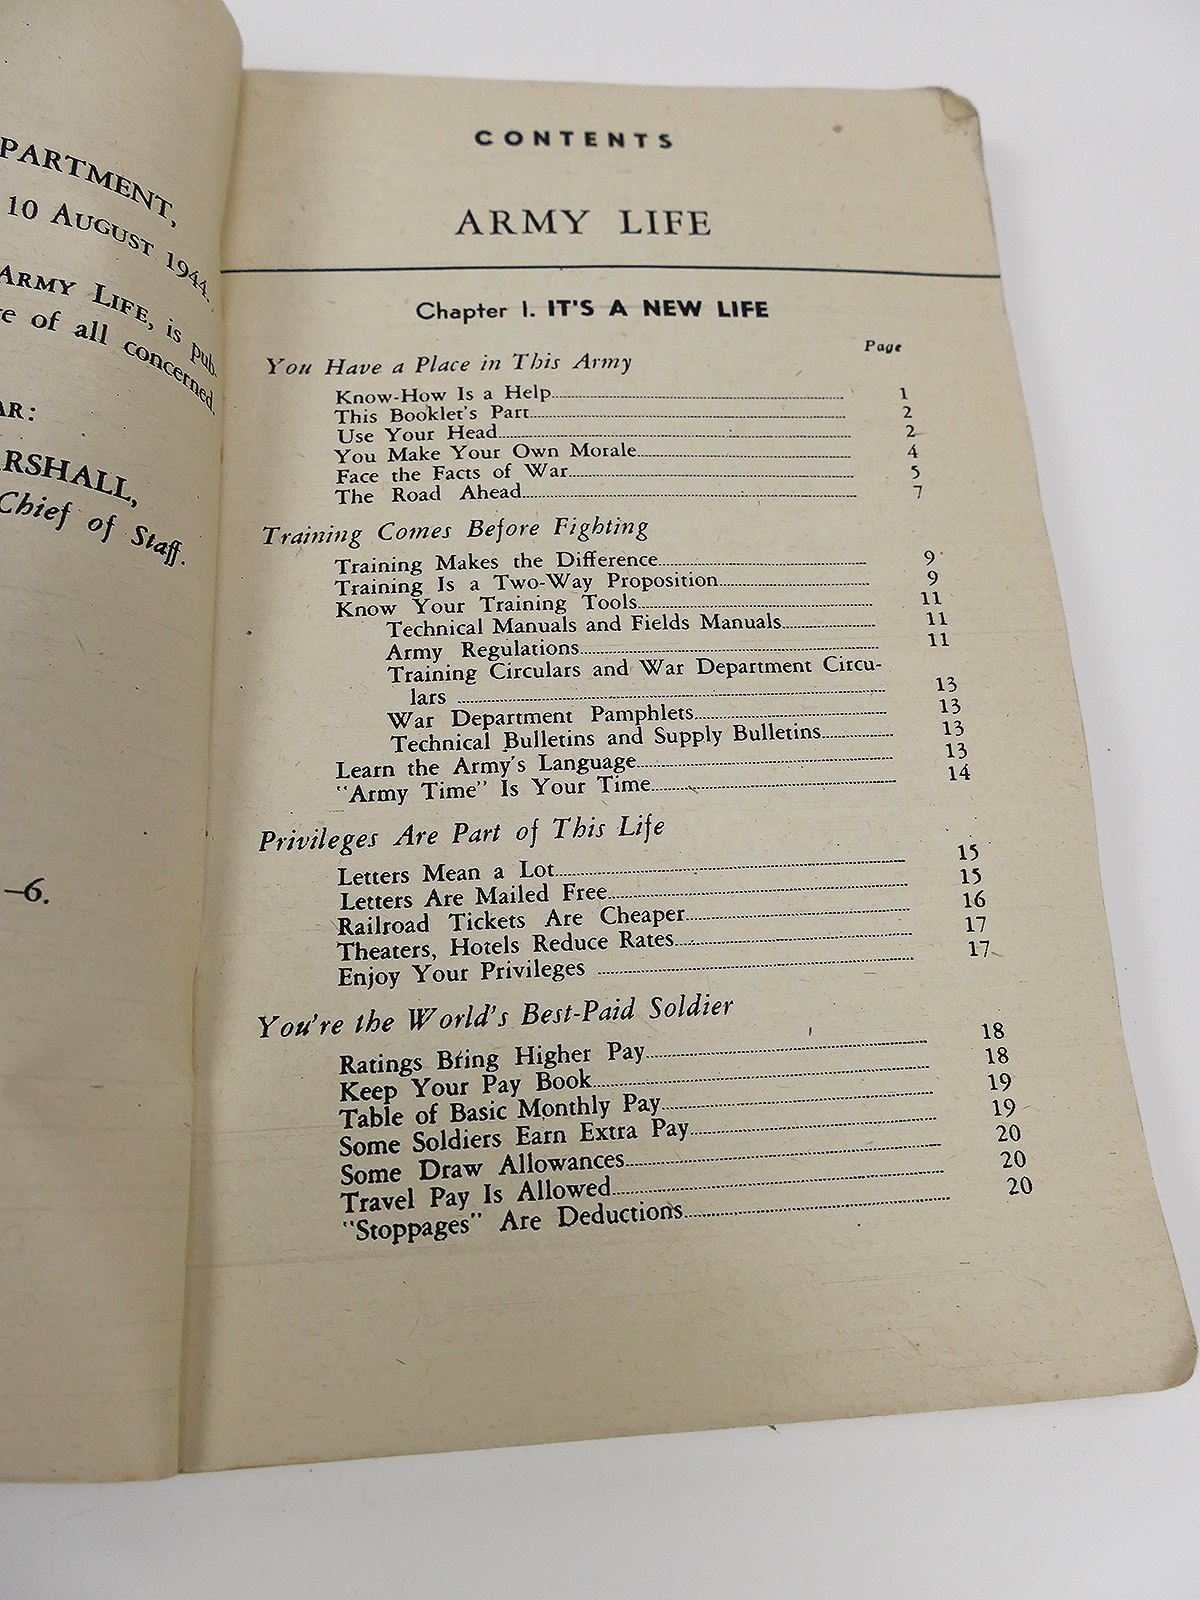 PARTMENT,
10 AUGUST 1944.
ARMY LIFE, is pub-
e of all concerned.
AR:
RSHALL,
Chief of Staff.
–6.
CONTENTS
ARMY LIFE
Chapter I. IT'S A NEW LIFE
Page
You Have a Place in This Army
Know-How Is a Help 1
This Booklet's Part 2
Use Your Head 2
You Make Your Own Morale 4
Face the Facts of War 5
The Road Ahead 7
Training Comes Before Fighting
Training Makes the Difference 9
Training Is a Two-Way Proposition 9
Know Your Training Tools 11
Technical Manuals and Fields Manuals 11
Army Regulations 11
Training Circulars and War Department Circu-
lars 13
War Department Pamphlets 13
Technical Bulletins and Supply Bulletins 13
Learn the Army's Language 13
"Army Time" Is Your Time 14
Privileges Are Part of This Life
Letters Mean a Lot 15
Letters Are Mailed Free 15
Railroad Tickets Are Cheaper 16
Theaters, Hotels Reduce Rates 17
Enjoy Your Privileges 17
You're the World's Best-Paid Soldier
Ratings Bring Higher Pay 18
Keep Your Pay Book 18
Table of Basic Monthly Pay 19
Some Soldiers Earn Extra Pay 19
Some Draw Allowances 20
Travel Pay Is Allowed 20
"Stoppages" Are Deductions 20